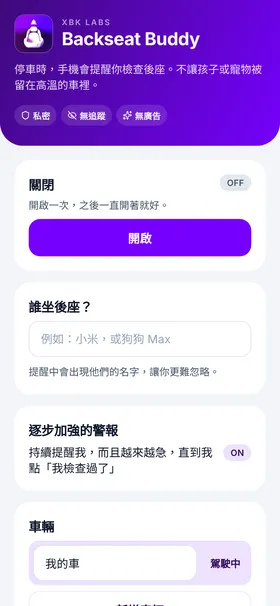 XBK LABS
Backseat Buddy
停車時，手機會提醒你檢查後座。不讓孩子或寵物被
留在高溫的車裡。
私密
無追蹤
無廣告
關閉
OFF
開啟一次，之後一直開著就好。
開啟
誰坐後座？
例如：小米，或狗狗 Max
提醒中會出現他們的名字，讓你更難忽略。
逐步加強的警報
持續提醒我，而且越來越急，直到我
點「我檢查過了」
ON
車輛
我的車
駕駛中